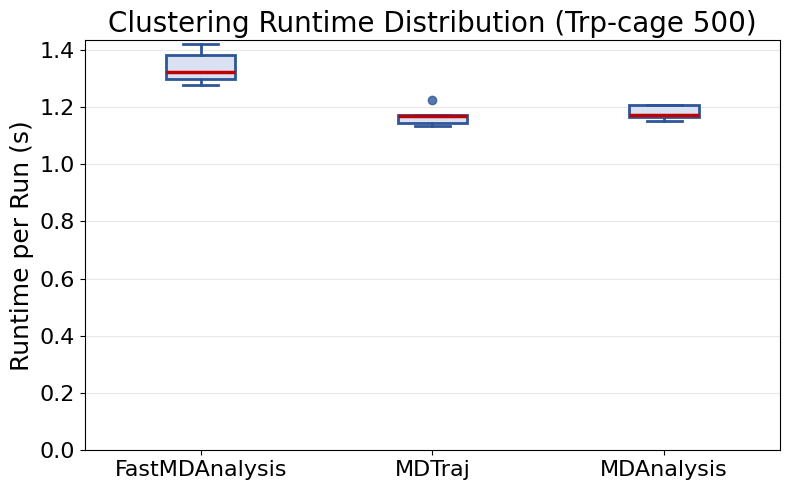 Clustering Runtime Distribution (Trp-cage 500)
Runtime per Run (s)
1.4
1.2
1.0
0.8
0.6
0.4
0.2
0.0
FastMDAnalysis MDTraj MDAnalysis